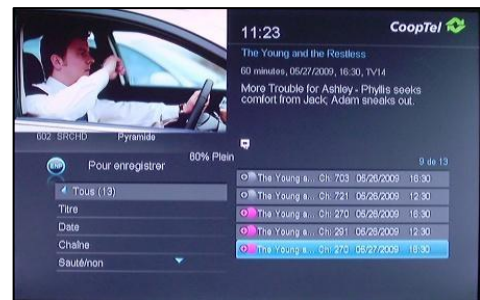 11:23
CoopTel
The Young and the Restless
60 minutes, 05/27/2009, 16:30, TV14
More Trouble for Ashley - Phyllis seeks
comfort from Jack; Adam sneaks out.
602 SRCHD Pyramide
ENR Pour enregistrer 60% Plein
9 de 13
Tous (13)
Titre
Date
Chaîne
Sauté/non
The Young a... Ch: 703 05/26/2009 16:30
The Young a... Ch: 721 05/26/2009 12:30
The Young a... Ch: 270 05/26/2009 16:30
The Young a... Ch: 291 05/26/2009 12:30
The Young a... Ch: 270 05/27/2009 16:30